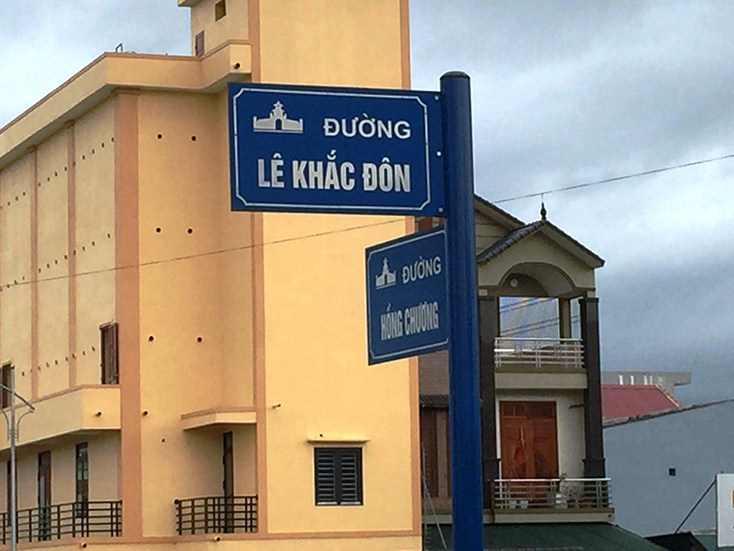 ĐƯỜNG
LÊ KHẮC ĐÔN
ĐƯỜNG
HỒNG CHƯƠNG